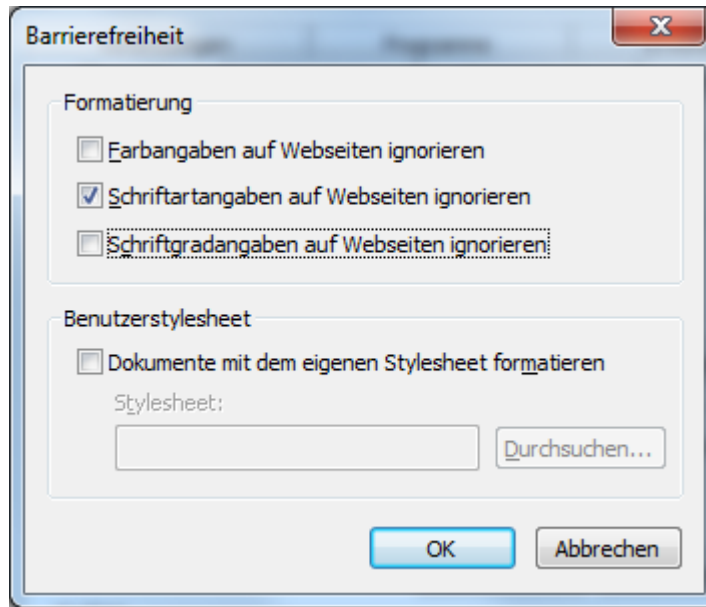 Barrierefreiheit
Formatierung
Farbangaben auf Webseiten ignorieren
Schriftartangaben auf Webseiten ignorieren
Schriftgradangaben auf Webseiten ignorieren
Benutzerstylesheet
Dokumente mit dem eigenen Stylesheet formatieren
Stylesheet:
Durchsuchen...
OK Abbrechen